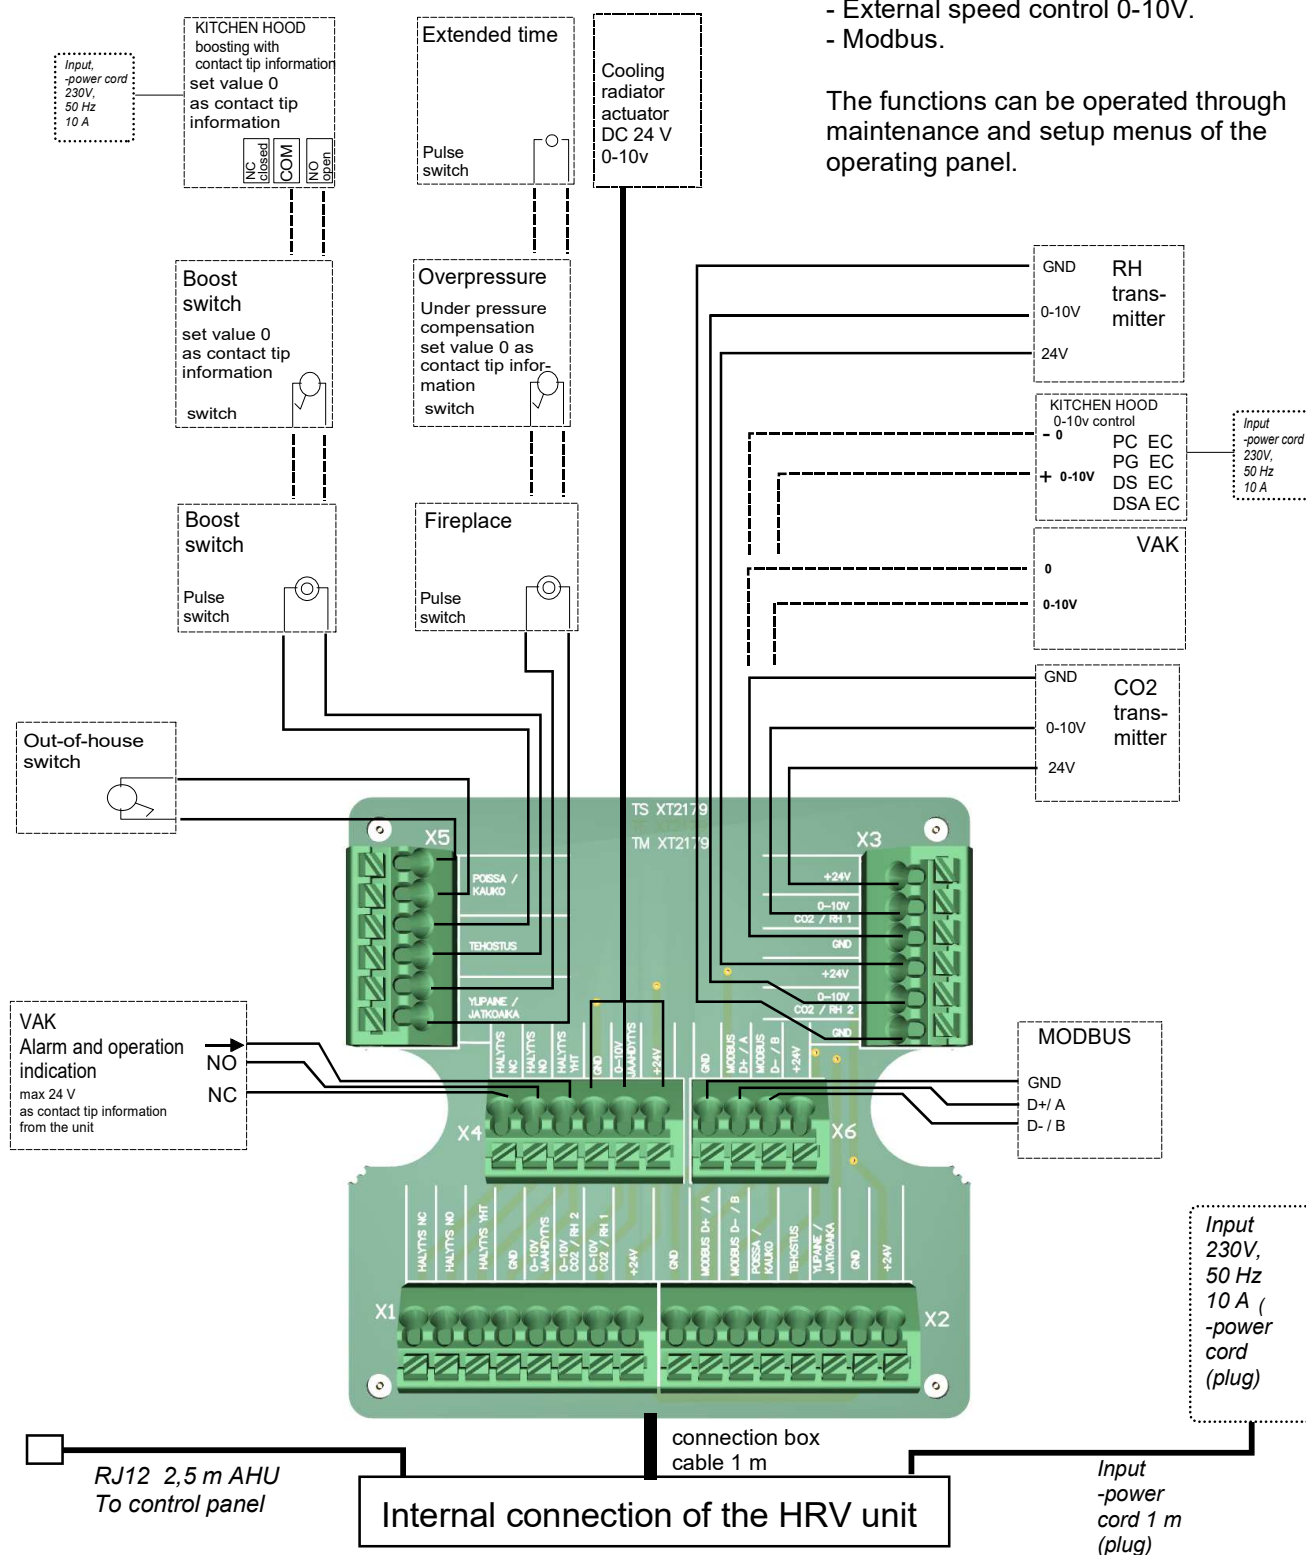 - External speed control 0-10V.
- Modbus.
The functions can be operated through
maintenance and setup menus of the
operating panel.
Input,
-power cord
230V,
50 Hz
10 A
KITCHEN HOOD
boosting with
contact tip information
set value 0
as contact tip
information
NC
closed
COM
NO
open
Extended time
Pulse
switch
Cooling
radiator
actuator
DC 24 V
0-10v
Boost
switch
set value 0
as contact tip
information
switch
Overpressure
Under pressure
compensation
set value 0 as
contact tip infor-
mation
switch
Boost
switch
Pulse
switch
Fireplace
Pulse
switch
GND
0-10V
24V
RH
trans-
mitter
KITCHEN HOOD
0-10v control
- 0
+ 0-10V
PC EC
PG EC
DS EC
DSA EC
Input
-power cord
230V,
50 Hz
10 A
VAK
0
0-10V
GND
0-10V
24V
CO2
trans-
mitter
Out-of-house
switch
TS XT2179
TM XT2179
X5
POISSA /
KAUKO
TEHOSTUS
YLIPAINE /
JATKOAIKA
X3
+24V
0-10V
CO2 / RH 1
GND
+24V
0-10V
CO2 / RH 2
GND
VAK
Alarm and operation
indication
max 24 V
as contact tip information
from the unit
NO
NC
HALYTYS
NC
HALYTYS
NO
HALYTYS
YHT
GND
0-10V
JAAHDYTYS
+24V
X4
GND
MODBUS
D+ / A
MODBUS
D- / B
+24V
X6
MODBUS
GND
D+/ A
D- / B
HALYTYS NC
HALYTYS NO
HALYTYS YHT
GND
0-10V
JAAHDYTYS
0-10V
CO2 / RH 2
0-10V
CO2 / RH 1
+24V
X1
GND
MODBUS D+ / A
MODBUS D- / B
POISSA /
KAUKO
TEHOSTUS
YLIPAINE /
JATKOAIKA
GND
+24V
X2
Input
230V,
50 Hz
10 A (
-power
cord
(plug)
RJ12 2,5 m AHU
To control panel
connection box
cable 1 m
Internal connection of the HRV unit
Input
-power
cord 1 m
(plug)